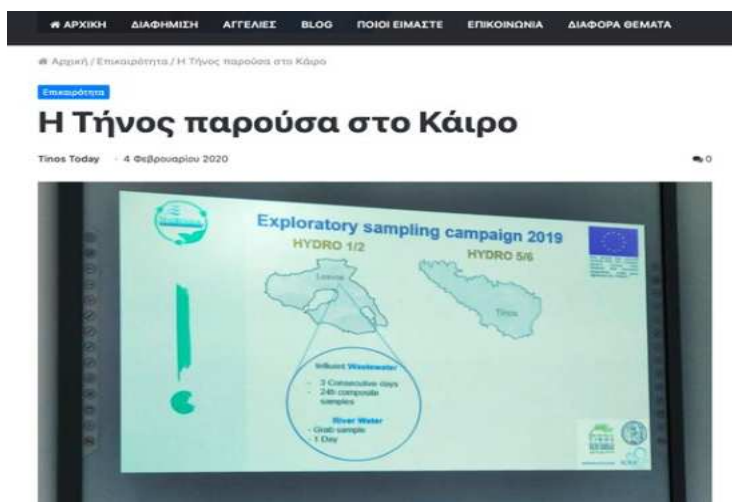 ΑΡΧΙΚΗ ΔΙΑΦΗΜΙΣΗ ΑΓΓΕΛΙΕΣ BLOG ΠΟΙΟΙ ΕΙΜΑΣΤΕ ΕΠΙΚΟΙΝΩΝΙΑ ΔΙΑΦΟΡΑ ΘΕΜΑΤΑ
Αρχική / Επικαιρότητα / Η Τήνος παρούσα στο Κάιρο
Επικαιρότητα
Η Τήνος παρούσα στο Κάιρο
Tinos Today · 4 Φεβρουαρίου 2020 0
Exploratory sampling campaign 2019
HYDRO 1/2
HYDRO 5/6
Lesvos
Tinos
Influent Wastewater
- 3 Consecutive days
- 24h composite
samples
River Water
- Grab sample
- 1 Day